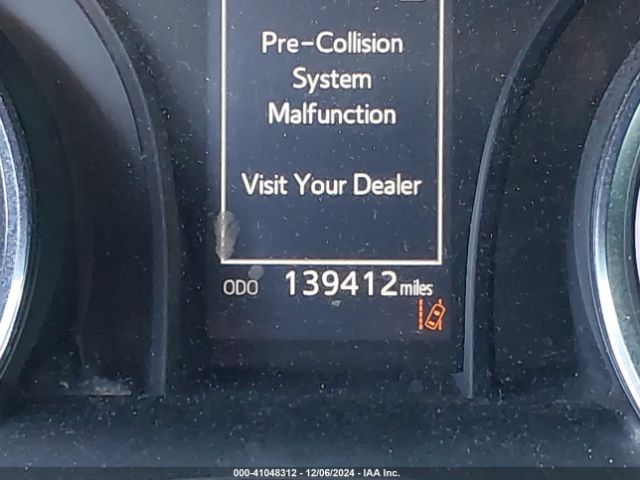 Pre-Collision
System
Malfunction
Visit Your Dealer
ODO 139412 miles
000-41048312 - 12/06/2024 - IAA Inc.